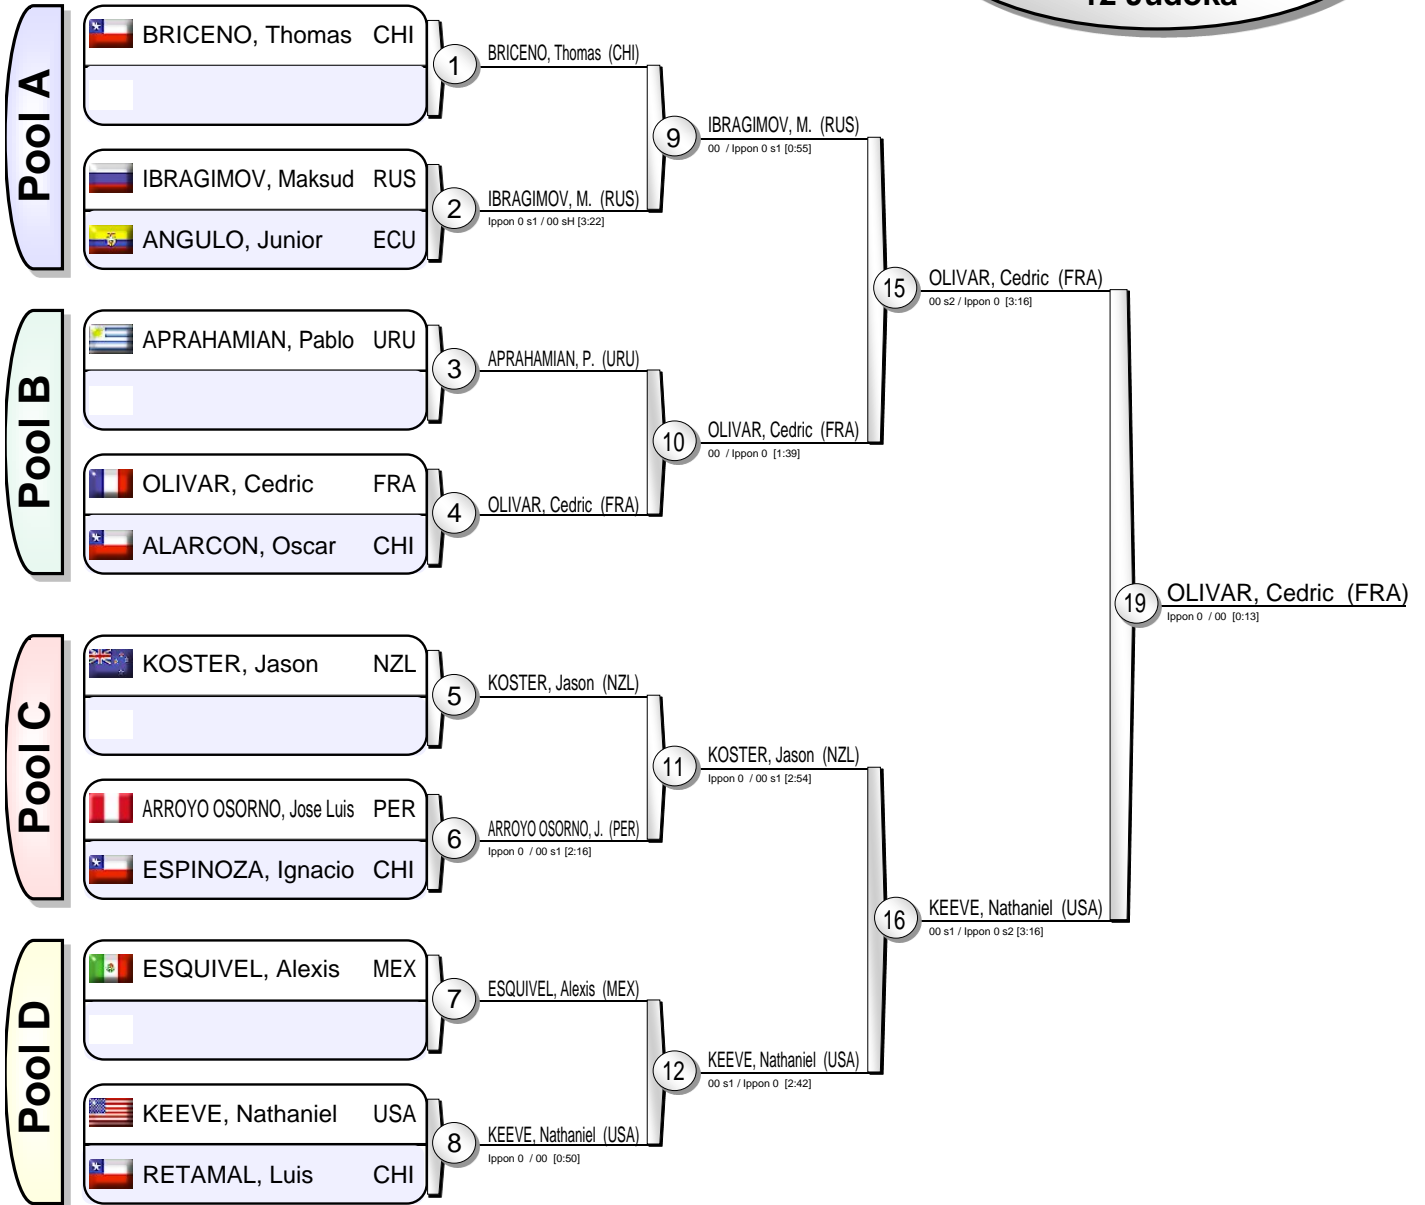 12 Judoka
Pool A
BRICENO, Thomas CHI
IBRAGIMOV, Maksud RUS
ANGULO, Junior ECU
Pool B
APRAHAMIAN, Pablo URU
OLIVAR, Cedric FRA
ALARCON, Oscar CHI
Pool C
KOSTER, Jason NZL
ARROYO OSORNO, Jose Luis PER
ESPINOZA, Ignacio CHI
Pool D
ESQUIVEL, Alexis MEX
KEEVE, Nathaniel USA
RETAMAL, Luis CHI
1
BRICENO, Thomas (CHI)
2
IBRAGIMOV, M. (RUS)
Ippon 0 s1 / 00 sH [3:22]
3
APRAHAMIAN, P. (URU)
4
OLIVAR, Cedric (FRA)
5
KOSTER, Jason (NZL)
6
ARROYO OSORNO, J. (PER)
Ippon 0 / 00 s1 [2:16]
7
ESQUIVEL, Alexis (MEX)
8
KEEVE, Nathaniel (USA)
Ippon 0 / 00 [0:50]
9
IBRAGIMOV, M. (RUS)
00 / Ippon 0 s1 [0:55]
10
OLIVAR, Cedric (FRA)
00 / Ippon 0 [1:39]
11
KOSTER, Jason (NZL)
Ippon 0 / 00 s1 [2:54]
12
KEEVE, Nathaniel (USA)
00 s1 / Ippon 0 [2:42]
15
OLIVAR, Cedric (FRA)
00 s2 / Ippon 0 [3:16]
16
KEEVE, Nathaniel (USA)
00 s1 / Ippon 0 s2 [3:16]
19
OLIVAR, Cedric (FRA)
Ippon 0 / 00 [0:13]